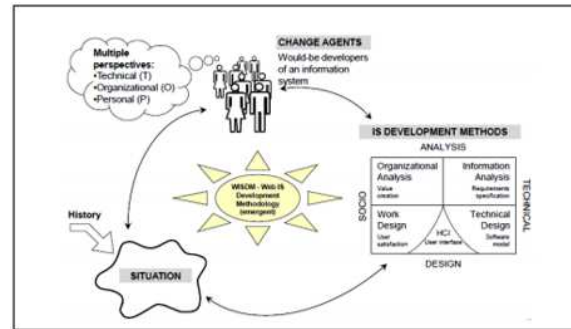 Multiple
perspectives:
•Technical (T)
•Organizational (O)
•Personal (P)
CHANGE AGENTS
Would-be developers
of an information
system
IS DEVELOPMENT METHODS
ANALYSIS
Organizational
Analysis
Value
creation
Information
Analysis
Requirements
specification
SOCIO
TECHNICAL
Work
Design
User
satisfaction
HCI
User interface
Technical
Design
Software
model
DESIGN
WISDM - Web IS
Development
Methodology
(emergent)
History
SITUATION